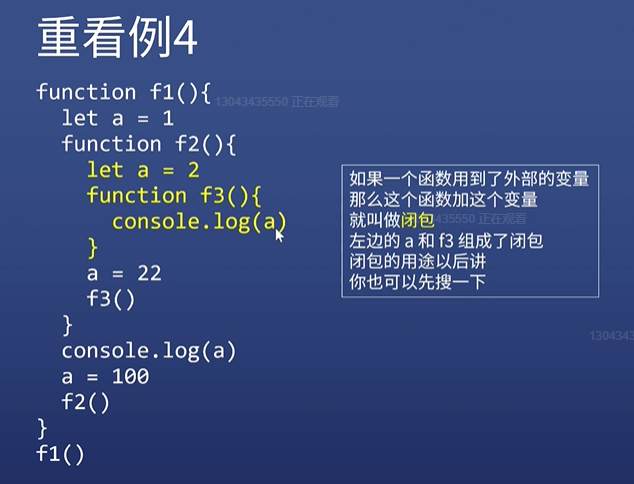 重看例4
function f1(){
13043435550 正在观看
let a = 1
function f2(){
let a = 2
function f3(){
console.log(a)
}
a = 22
f3()
}
console.log(a)
a = 100
f2()
}
f1()
如果一个函数用到了外部的变量
那么这个函数加这个变量
就叫做闭包
435550 正在观看
左边的 a 和 f3 组成了闭包
闭包的用途以后讲
你也可以先搜一下
1304343